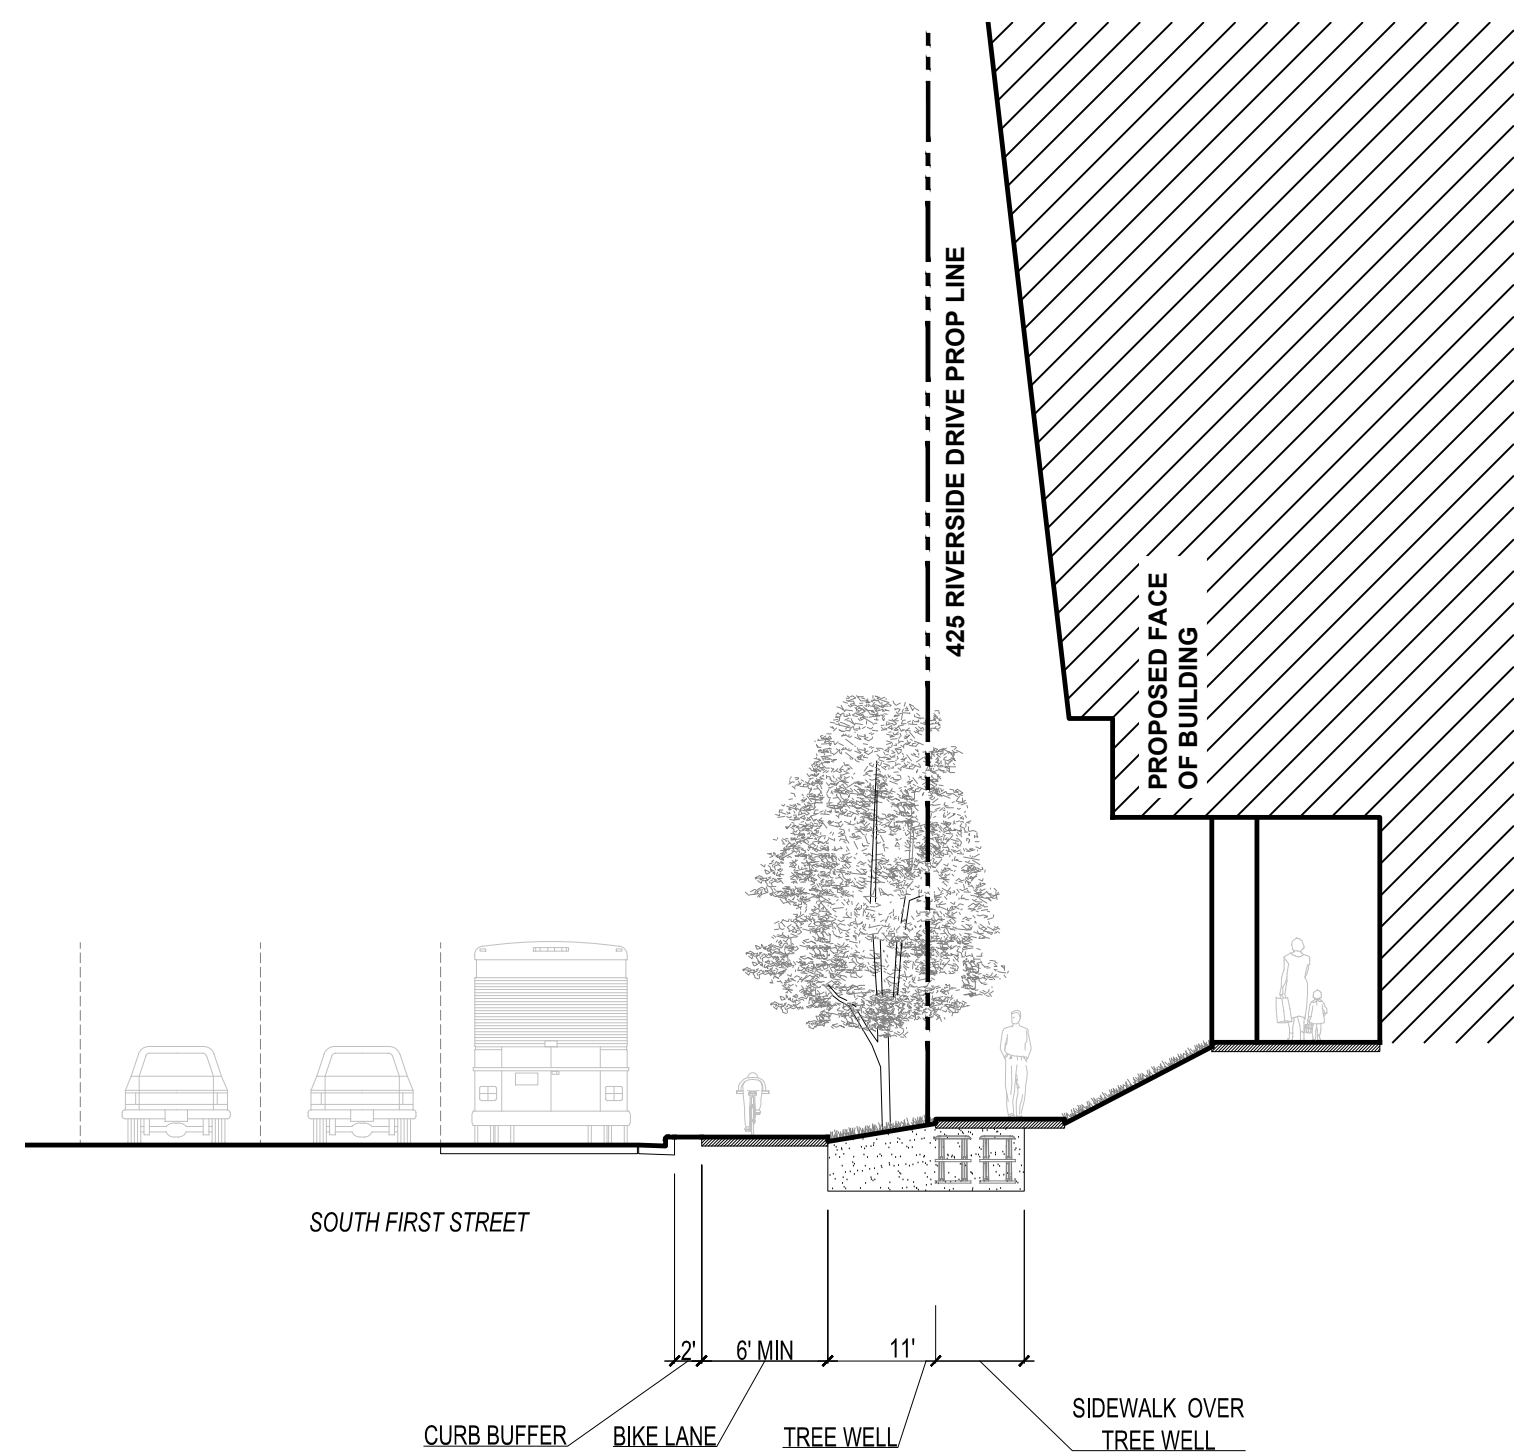 425 RIVERSIDE DRIVE PROP LINE
PROPOSED FACE
OF BUILDING
SOUTH FIRST STREET
2'
6' MIN
11'
CURB BUFFER
BIKE LANE
TREE WELL
SIDEWALK OVER
TREE WELL